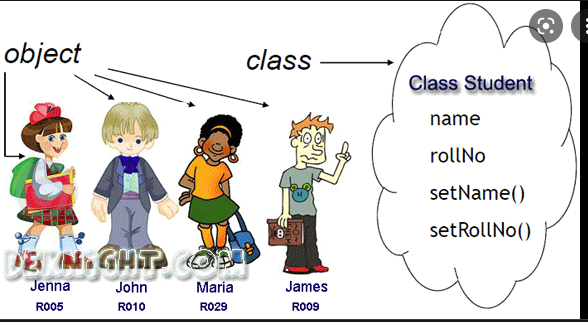 object
class
Class Student
name
rollNo
setName()
setRollNo()
Jenna
John
Maria
James
R005
R010
R029
R009